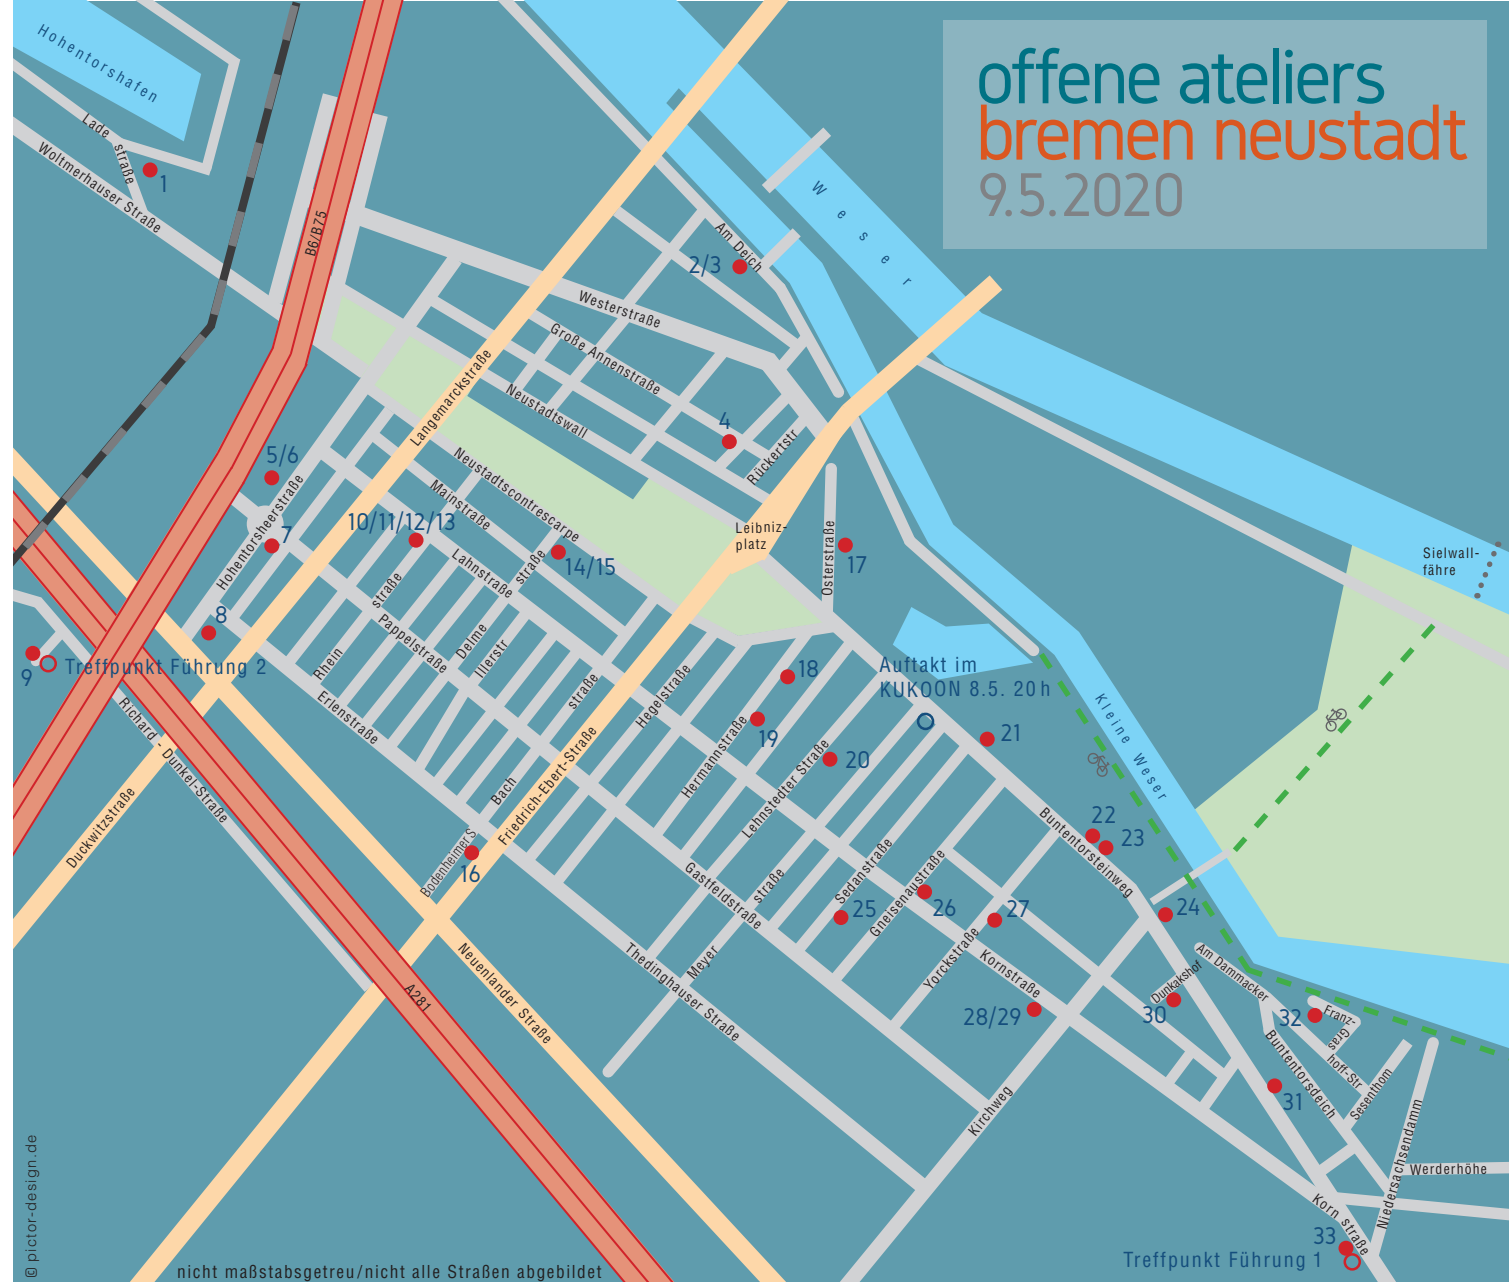 offene ateliers
bremen neustadt
9.5.2020
Hohentorshafen
Lade
straße
1
Woltmerhauser Straße
B6/B75
Weser
Am Deich
2/3
Westerstraße
Große Annenstraße
Neustadtswall
Langemarckstraße
4
Rückertstr
5/6
Neustadtscontrescarpe
Mainstraße
Hohentorsheerstraße
7
10/11/12/13
Lahnstraße
14/15
Leibniz-
platz
Osterstraße
17
Sielwall-
fähre
8
straße
Rhein
Pappelstraße
straße
Delme
Illerstr
9
Treffpunkt Führung 2
Erlenstraße
Richard - Dunkel-Straße
Duckwitzstraße
straße
Bach
Hegelstraße
Friedrich-Ebert-Straße
18
Hermannstraße
19
Auftakt im
KUKOON 8.5. 20h
Lehnstedter Straße
20
21
Kleine Weser
BodenheimerS
16
22
23
Buntentorsteinweg
Gastfeldstraße
straße
Meyer
Sedanstraße
25
Gneisenaustraße
26
27
Yorckstraße
24
Kornstraße
Thedinghauser Straße
Neuenlander Straße
A281
28/29
Dunkakshof
30
Am Dammacker
32
Franz-
Gras
hoff-Str
Buntentorsdeich
31
Sesenthom
Kirchweg
Niedersachsendamm
Werderhöhe
Korn straße
33
Treffpunkt Führung 1
© pictor-design.de
nicht maßstabsgetreu/nicht alle Straßen abgebildet